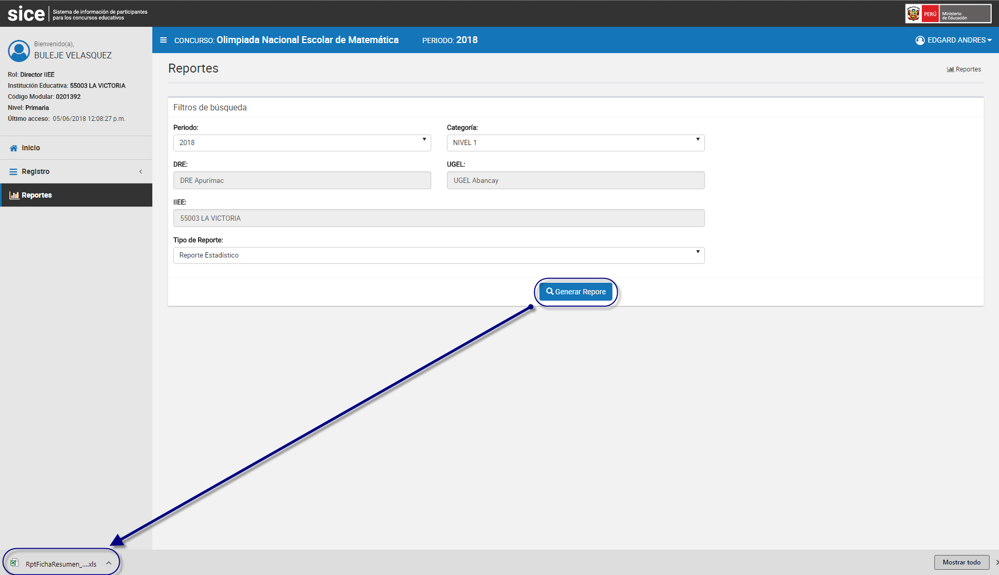 sice
Sistema de información de participantes
para los concursos educativos
PERÚ
Ministerio
de Educación
Bienvenido(a),
BULEJE VELASQUEZ
Rol: Director IIEE
Institución Educativa: 55003 LA VICTORIA
Código Modular: 0201392
Nivel: Primaria
Último acceso: 05/06/2018 12:08:27 p.m.
Inicio
Registro
Reportes
CONCURSO: Olimpiada Nacional Escolar de Matemática PERIODO: 2018
EDGARD ANDRES
Reportes
Reportes
Filtros de búsqueda
Periodo:
2018
Categoría:
NIVEL 1
DRE:
DRE Apurímac
UGEL:
UGEL Abancay
IIEE:
55003 LA VICTORIA
Tipo de Reporte:
Reporte Estadístico
Generar Repore
RptFichaResumen_....xls
Mostrar todo